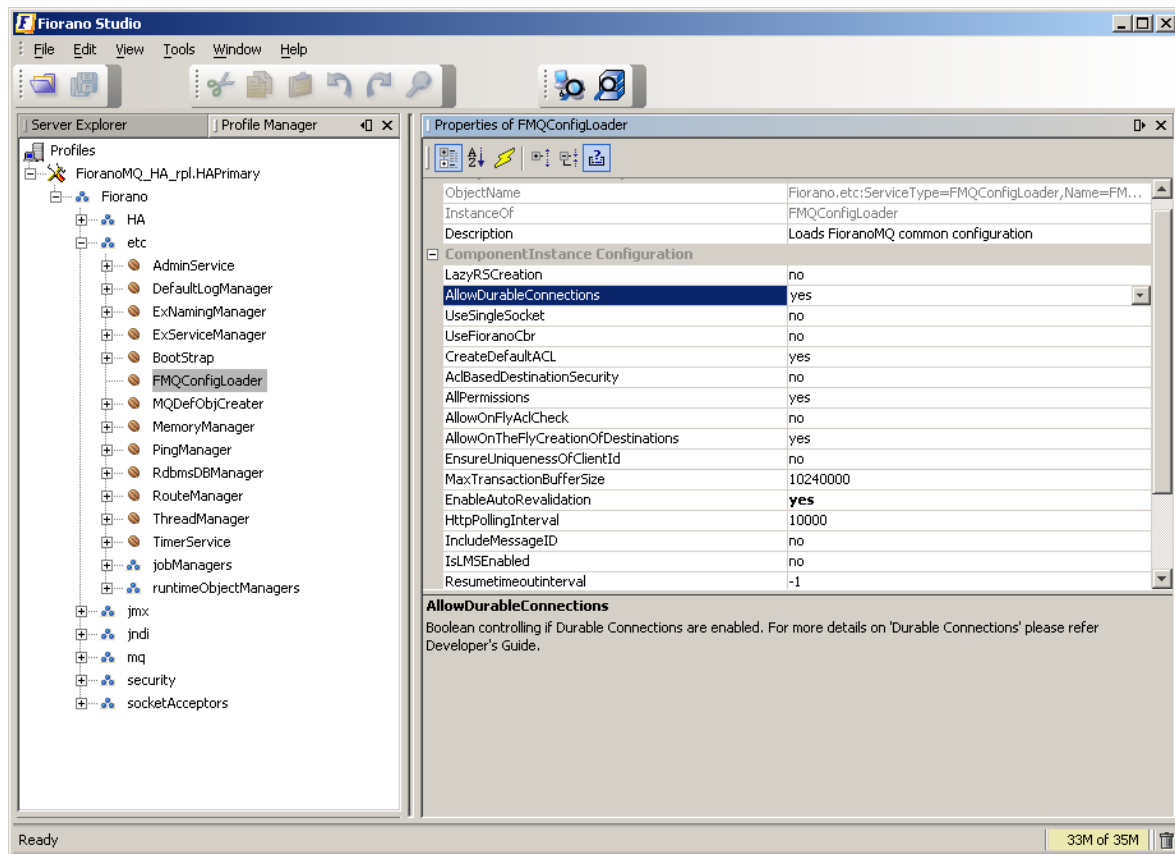 Fiorano Studio
File Edit View Tools Window Help
Server Explorer Profile Manager
Profiles
FioranoMQ_HA_rpl.HAPrimary
Fiorano
HA
etc
AdminService
DefaultLogManager
ExNamingManager
ExServiceManager
BootStrap
FMQConfigLoader
MQDefObjCreater
MemoryManager
PingManager
RdbmsDBManager
RouteManager
ThreadManager
TimerService
jobManagers
runtimeObjectManagers
jmx
jndi
mq
security
socketAcceptors
Properties of FMQConfigLoader
ObjectName Fiorano.etc:ServiceType=FMQConfigLoader,Name=FM...
InstanceOf FMQConfigLoader
Description Loads FioranoMQ common configuration
ComponentInstance Configuration
LazyRSCreation no
AllowDurableConnections yes
UseSingleSocket no
UseFioranoCbr no
CreateDefaultACL yes
AclBasedDestinationSecurity no
AllPermissions yes
AllowOnFlyAclCheck no
AllowOnTheFlyCreationOfDestinations yes
EnsureUniquenessOfClientId no
MaxTransactionBufferSize 10240000
EnableAutoRevalidation yes
HttpPollingInterval 10000
IncludeMessageID no
IsLMSEnabled no
Resumetimeoutinterval -1
AllowDurableConnections
Boolean controlling if Durable Connections are enabled. For more details on 'Durable Connections' please refer
Developer's Guide.
Ready 33M of 35M